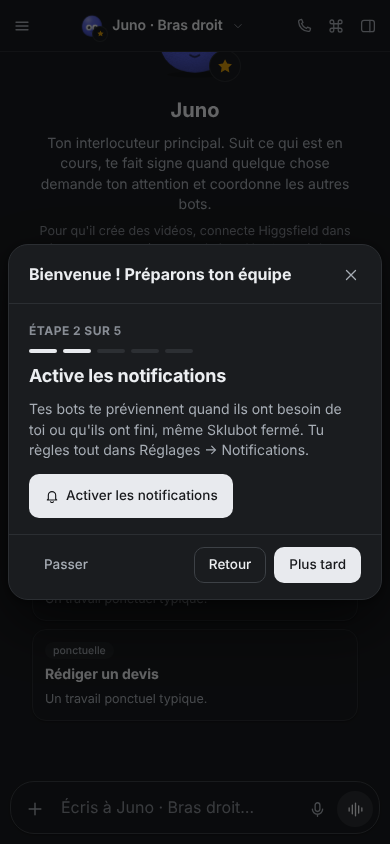 Juno · Bras droit
Juno
Ton interlocuteur principal. Suit ce qui est en
cours, te fait signe quand quelque chose
demande ton attention et coordonne les autres
bots.
Pour qu'il crée des vidéos, connecte Higgsfield dans
Bienvenue ! Préparons ton équipe
ÉTAPE 2 SUR 5
Active les notifications
Tes bots te préviennent quand ils ont besoin de
toi ou qu'ils ont fini, même Sklubot fermé. Tu
règles tout dans Réglages → Notifications.
Activer les notifications
Passer
Retour
Plus tard
Un travail ponctuel typique.
ponctuelle
Rédiger un devis
Un travail ponctuel typique.
Écris à Juno · Bras droit...